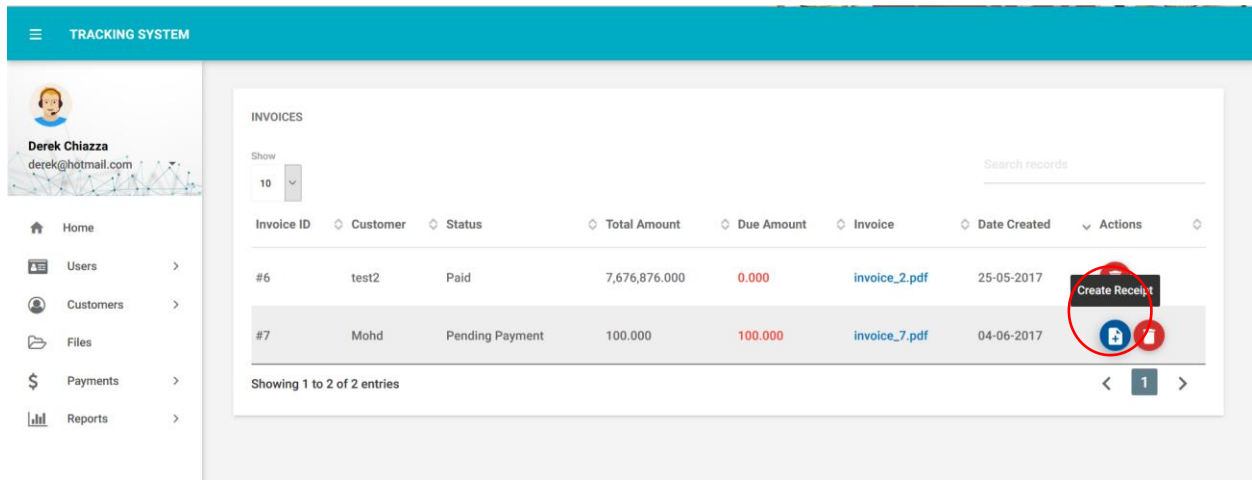 TRACKING SYSTEM
Derek Chiazza
derek@hotmail.com
Home
Users
Customers
Files
Payments
Reports
INVOICES
Show
10
Search records
Invoice ID Customer Status Total Amount Due Amount Invoice Date Created Actions
#6 test2 Paid 7,676,876.000 0.000 invoice_2.pdf 25-05-2017
Create Receipt
#7 Mohd Pending Payment 100.000 100.000 invoice_7.pdf 04-06-2017
Showing 1 to 2 of 2 entries
1